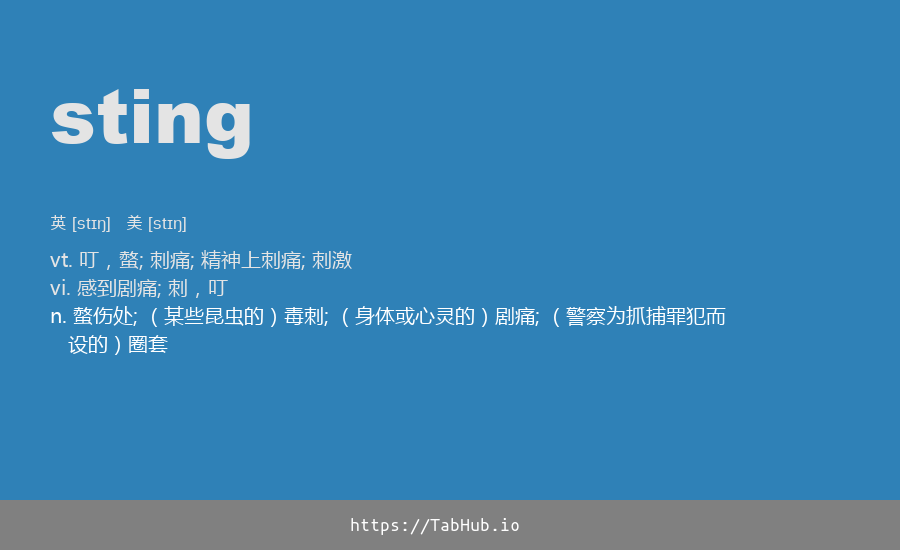 sting
英 [stɪŋ] 美 [stɪŋ]
vt. 叮，螫; 刺痛; 精神上刺痛; 刺激
vi. 感到剧痛; 刺，叮
n. 螫伤处; （某些昆虫的）毒刺; （身体或心灵的）剧痛; （警察为抓捕罪犯而
设的）圈套
https://TabHub.io